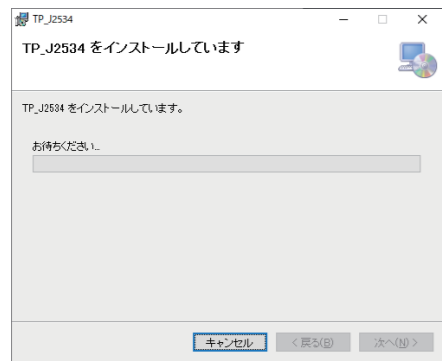 TP_J2534
TP_J2534 をインストールしています
TP_J2534 をインストールしています。
お待ちください...
キャンセル
< 戻る(B)
次へ(N) >